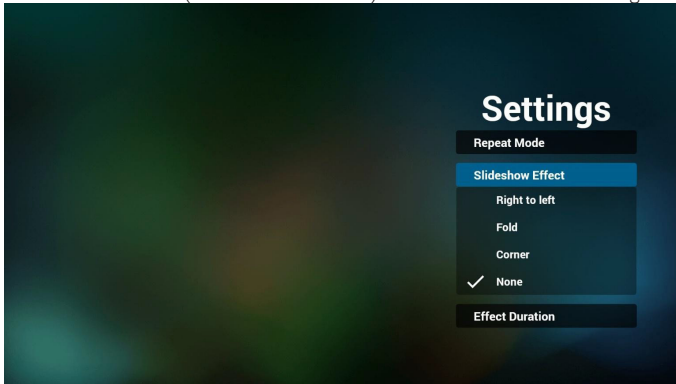 Settings
Repeat Mode
Slideshow Effect
Right to left
Fold
Corner
None
Effect Duration